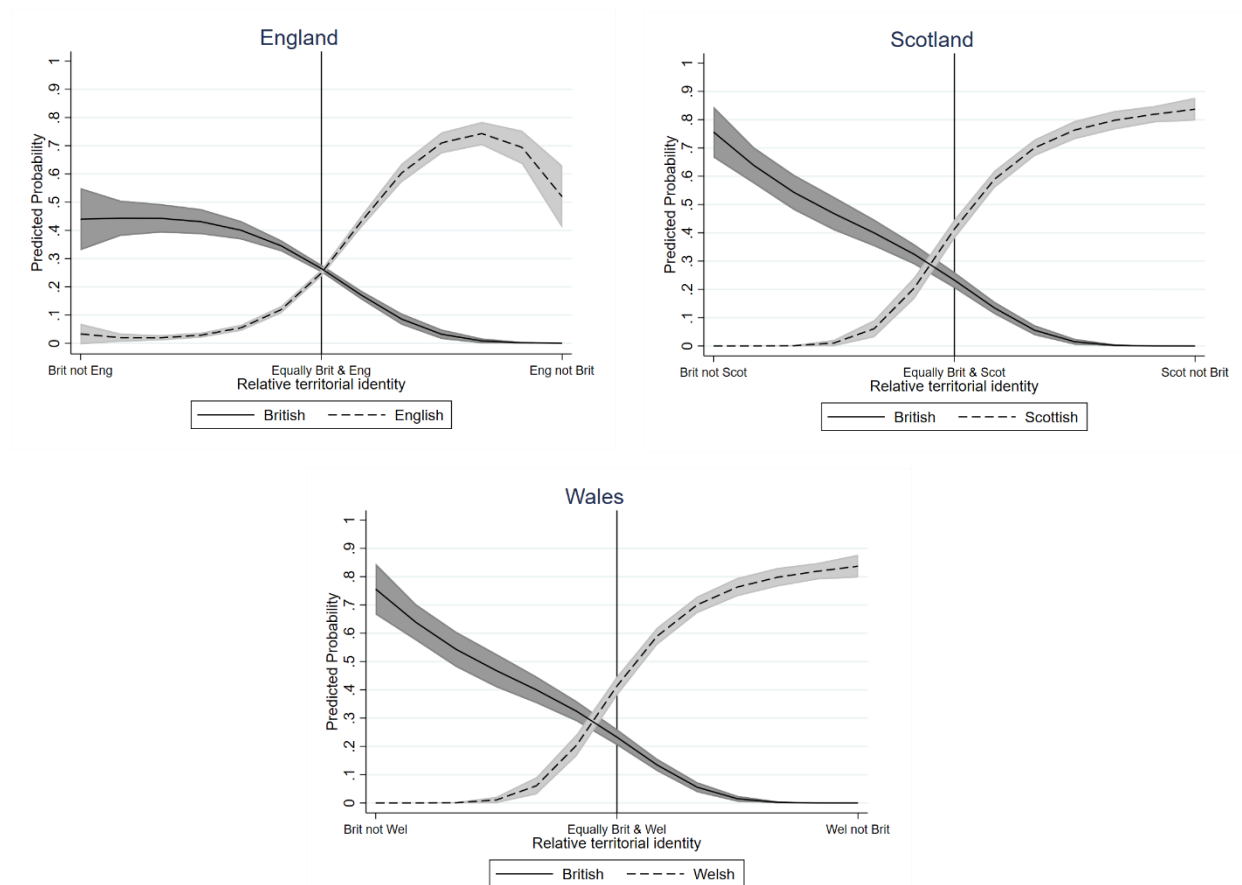 England
Predicted Probability
1
.9
.8
.7
.6
.5
.4
.3
.2
.1
0
Brit not Eng Equally Brit & Eng Eng not Brit
Relative territorial identity
British English
Scotland
Predicted Probability
1
.9
.8
.7
.6
.5
.4
.3
.2
.1
0
Brit not Scot Equally Brit & Scot Scot not Brit
Relative territorial identity
British Scottish
Wales
Predicted Probability
1
.9
.8
.7
.6
.5
.4
.3
.2
.1
0
Brit not Wel Equally Brit & Wel Wel not Brit
Relative territorial identity
British Welsh